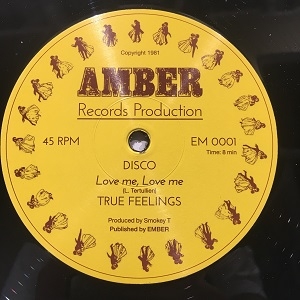 Copyright 1981
AMBER
Records Production
45 RPM
EM 0001
Time: 8 min
DISCO
Love me, Love me
(L. Tertullien)
TRUE FEELINGS
Produced by Smokey T
Published by EMBER